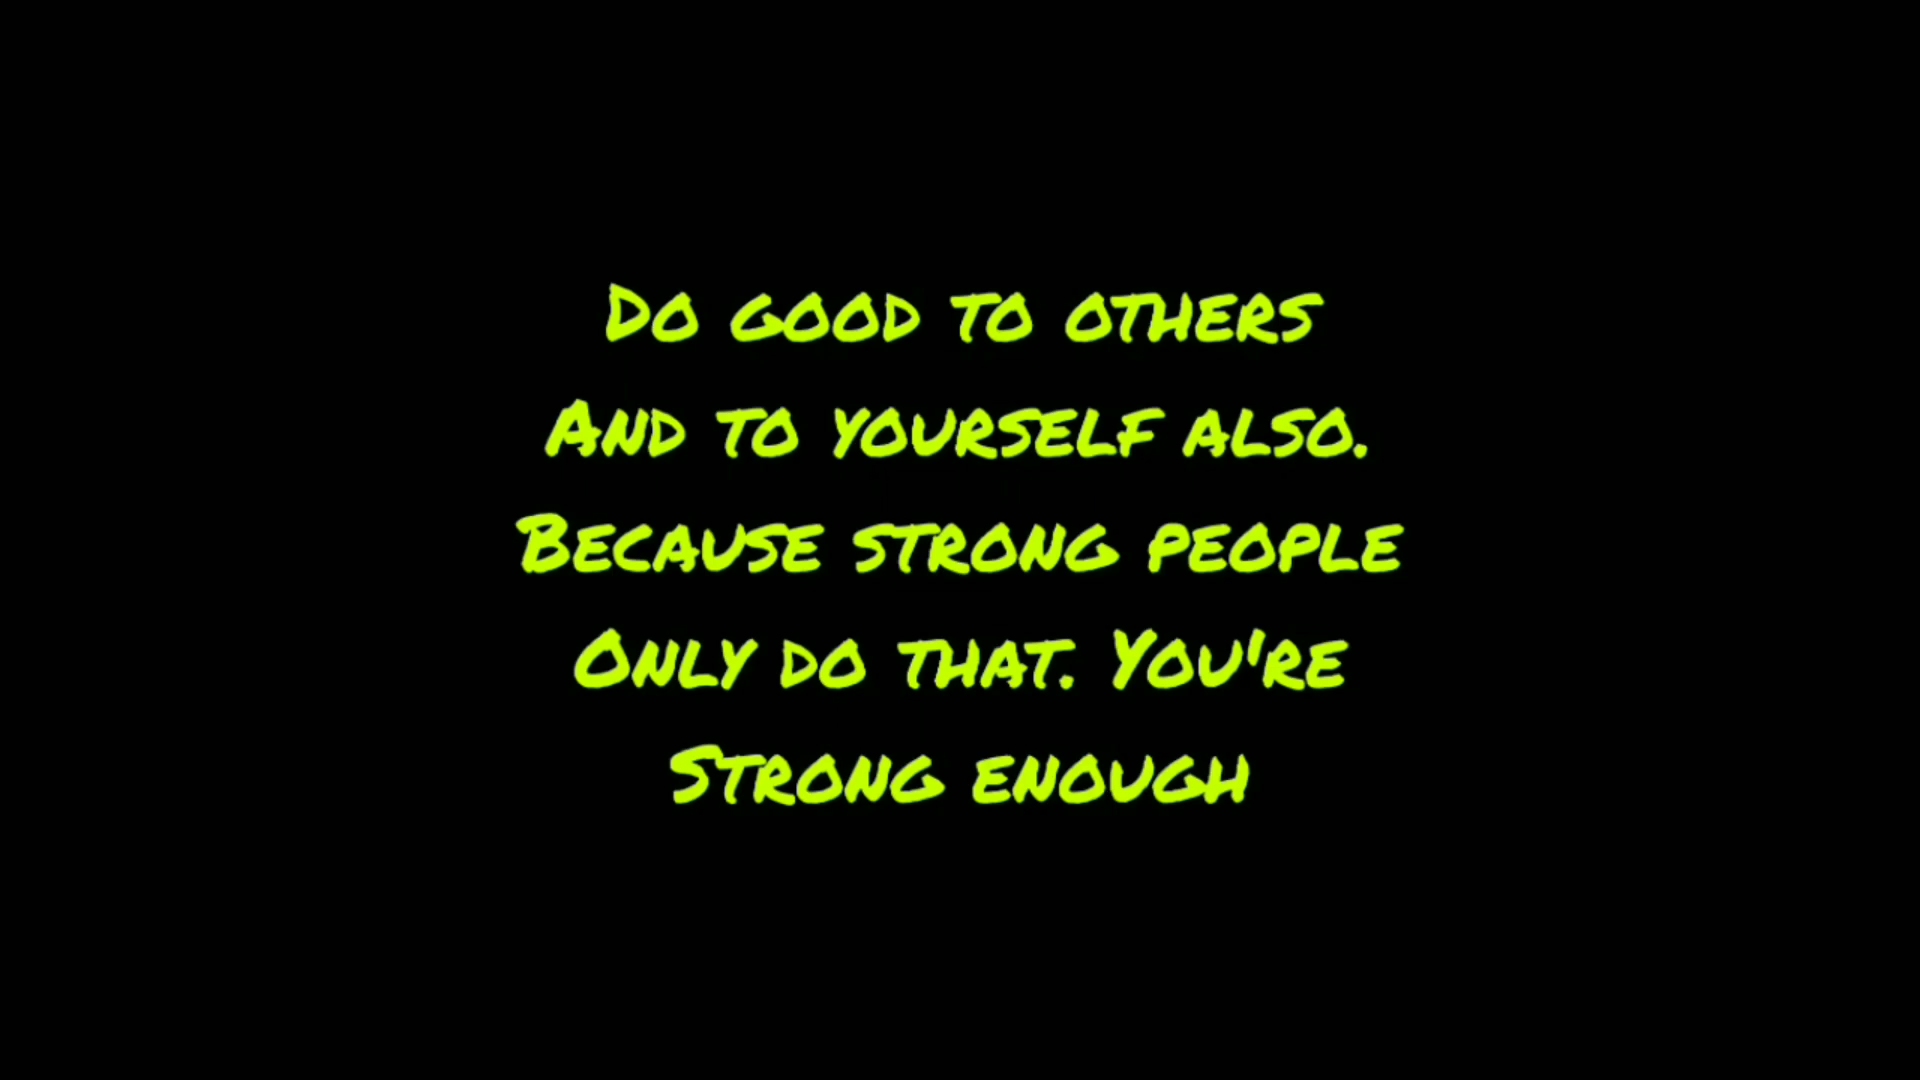 Do good to others
And to yourself also.
Because strong people
Only do that. You're
Strong enough